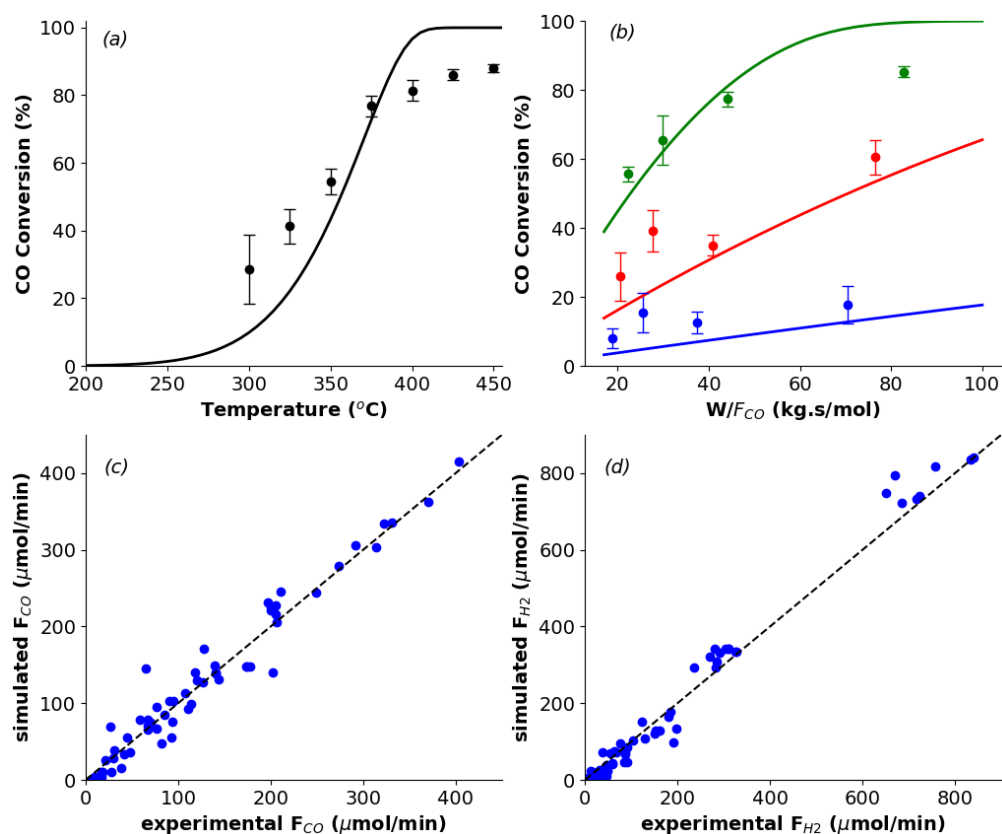 (a)
CO Conversion (%)
100
80
60
40
20
0
200 250 300 350 400 450
Temperature (°C)
(b)
CO Conversion (%)
100
80
60
40
20
0
20 40 60 80 100
W/F_CO (kg.s/mol)
(c)
simulated F_CO (μmol/min)
400
300
200
100
0
0 100 200 300 400
experimental F_CO (μmol/min)
(d)
simulated F_H2 (μmol/min)
800
600
400
200
0
0 200 400 600 800
experimental F_H2 (μmol/min)